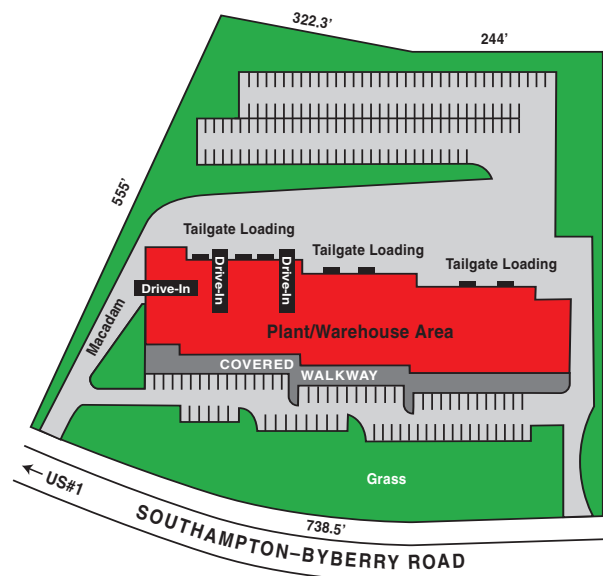 322.3’
244’
555’
Tailgate Loading
Tailgate Loading
Tailgate Loading
Drive-In
Drive-In
Drive-In
Macadam
Plant/Warehouse Area
COVERED
WALKWAY
Grass
US#1
738.5’
SOUTHAMPTON–BYBERRY ROAD